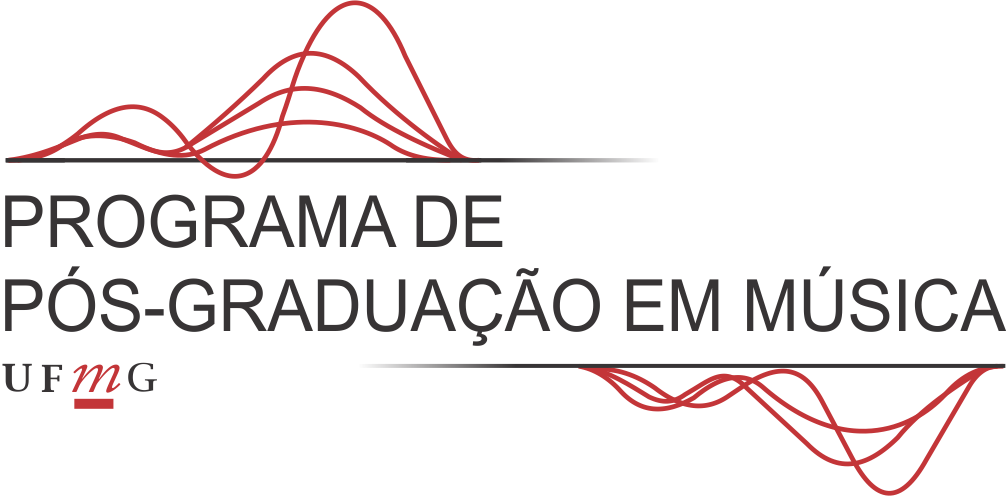 PROGRAMA DE
PÓS-GRADUAÇÃO EM MÚSICA
UFmG